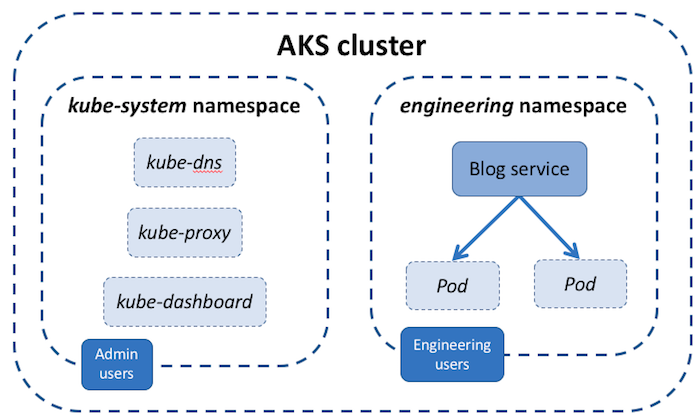 AKS cluster
kube-system namespace
kube-dns
kube-proxy
kube-dashboard
Admin
users
engineering namespace
Blog service
Pod
Pod
Engineering
users